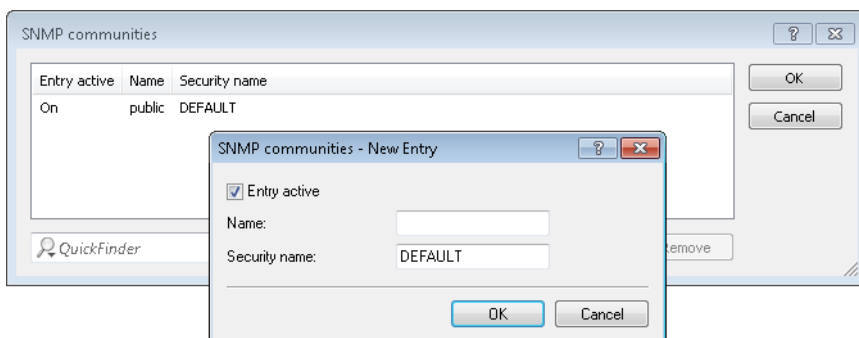 SNMP communities
Entry active Name Security name
On public DEFAULT
SNMP communities - New Entry
Entry active
Name:
Security name: DEFAULT
OK Cancel
OK
Cancel
QuickFinder
Remove